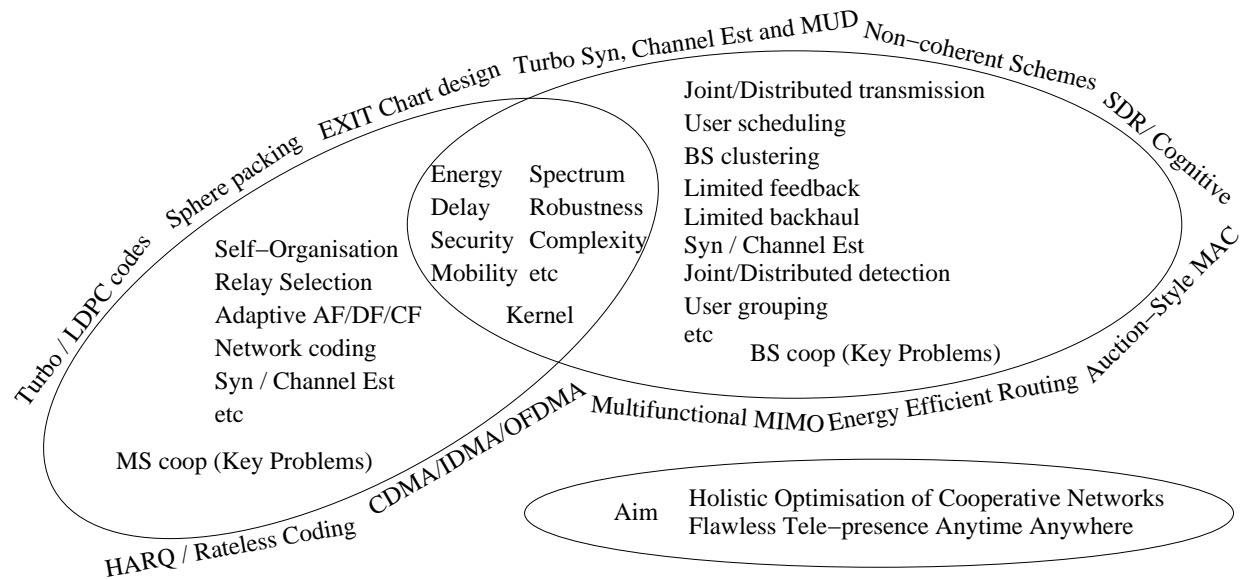 Turbo / LDPC codes
Sphere packing
EXIT Chart design
Turbo Syn, Channel Est and MUD
Non−coherent Schemes
SDR/ Cognitive
Auction−Style MAC
Energy Efficient Routing
Multifunctional MIMO
CDMA/IDMA/OFDMA
HARQ / Rateless Coding
Self−Organisation
Relay Selection
Adaptive AF/DF/CF
Network coding
Syn / Channel Est
etc
MS coop (Key Problems)
Energy Spectrum
Delay Robustness
Security Complexity
Mobility etc
Kernel
Joint/Distributed transmission
User scheduling
BS clustering
Limited feedback
Limited backhaul
Syn / Channel Est
Joint/Distributed detection
User grouping
etc
BS coop (Key Problems)
Aim
Holistic Optimisation of Cooperative Networks
Flawless Tele−presence Anytime Anywhere